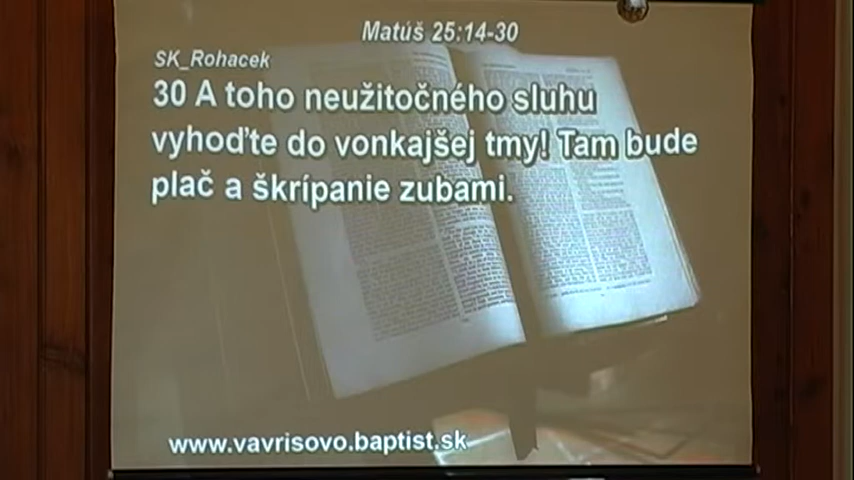 Matúš 25:14-30
SK_Rohacek
30 A toho neužitočného sluhu
vyhoďte do vonkajšej tmy! Tam bude
plač a škrípanie zubami.
www.vavrisovo.baptist.sk